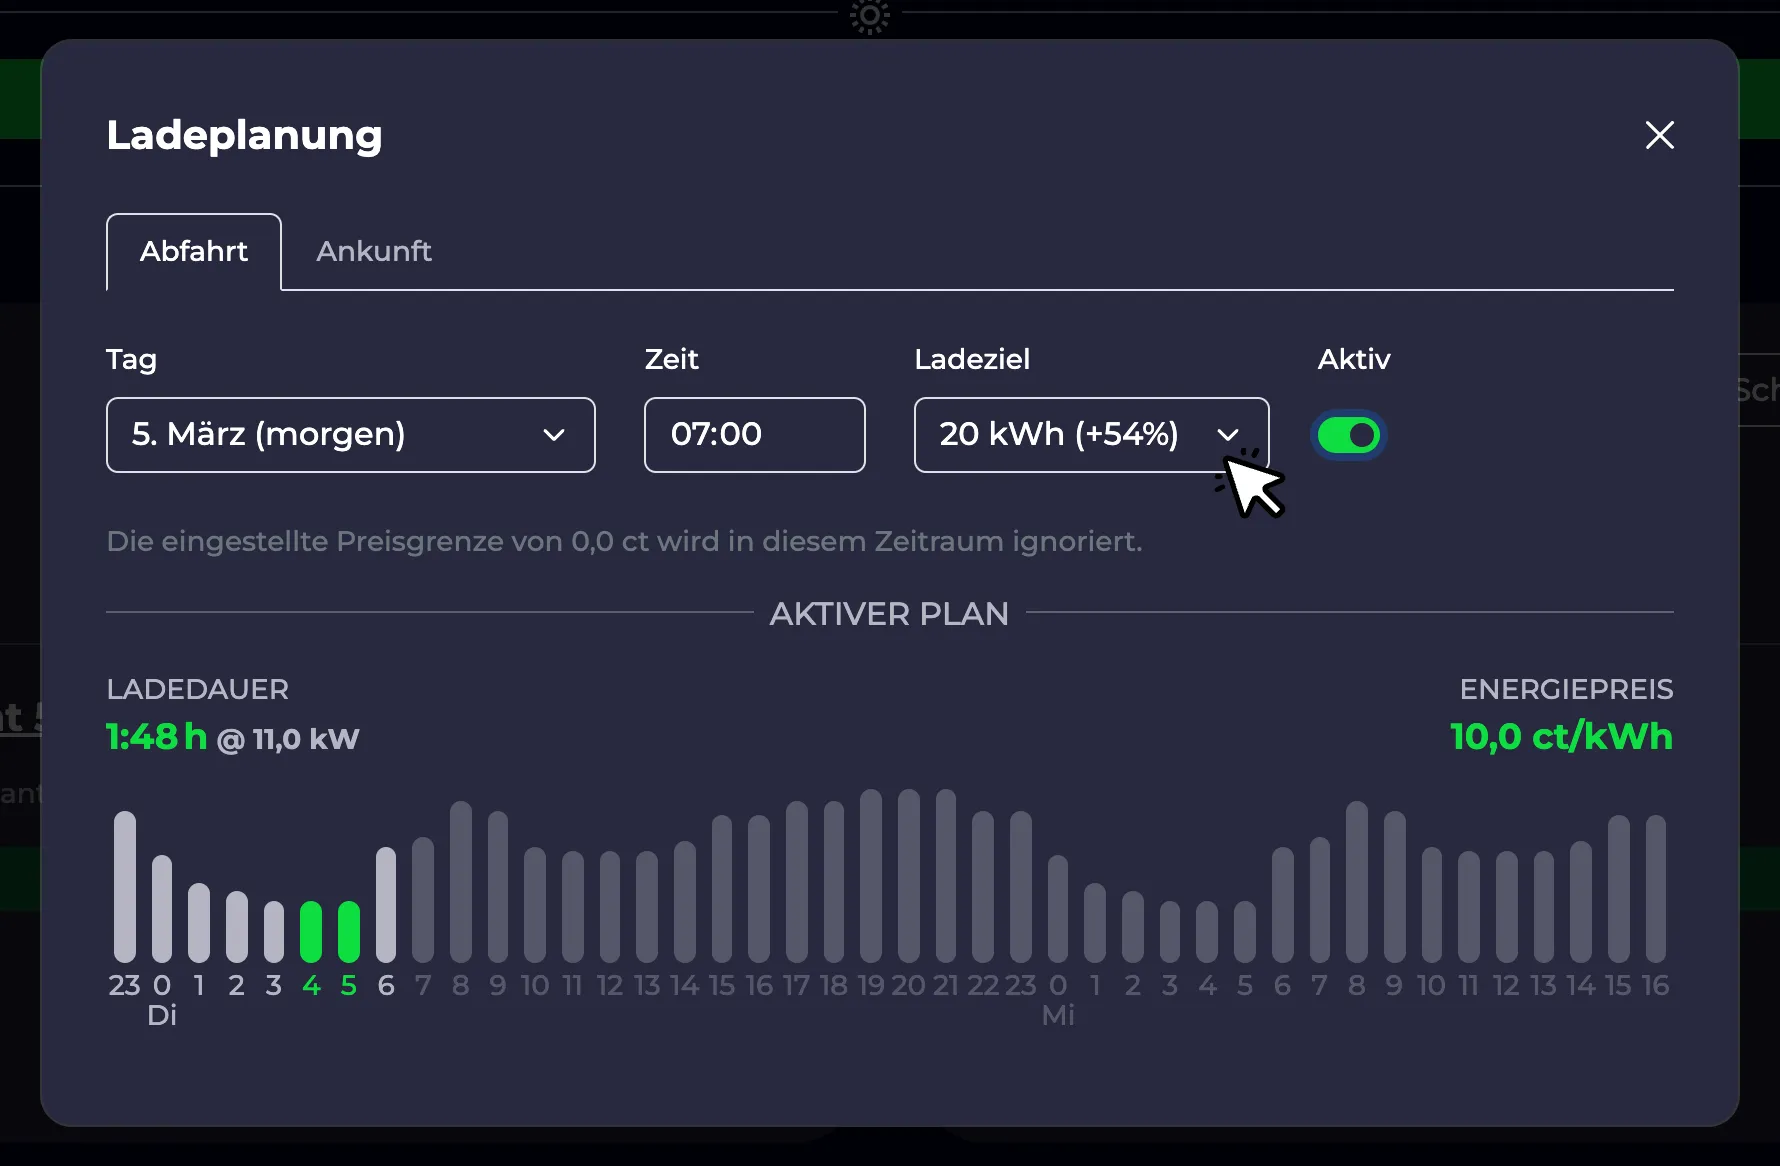 Ladeplanung
Abfahrt Ankunft
Tag Zeit Ladeziel Aktiv
5. März (morgen) 07:00 20 kWh (+54%)
Die eingestellte Preisgrenze von 0,0 ct wird in diesem Zeitraum ignoriert.
AKTIVER PLAN
LADEDAUER ENERGIEPREIS
1:48 h @ 11,0 kW 10,0 ct/kWh
23 0 1 2 3 4 5 6 7 8 9 10 11 12 13 14 15 16 17 18 19 20 21 22 23 0 1 2 3 4 5 6 7 8 9 10 11 12 13 14 15 16
Di Mi